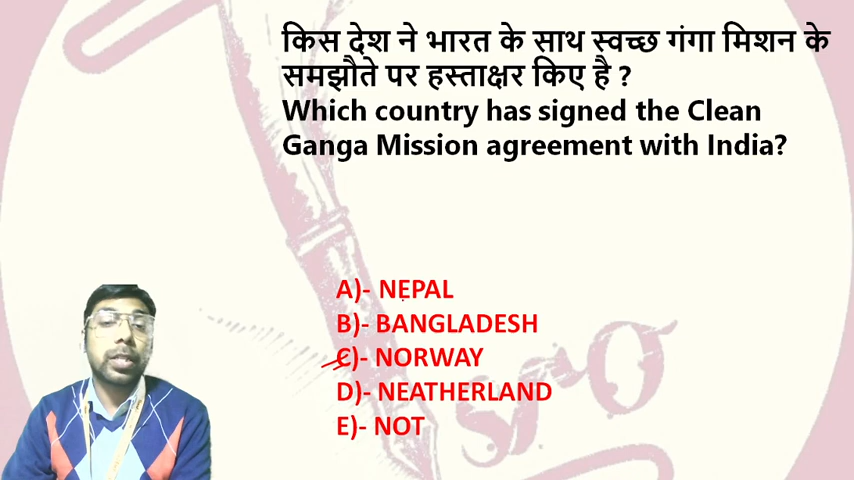 किस देश ने भारत के साथ स्वच्छ गंगा मिशन के
समझौते पर हस्ताक्षर किए है ?
Which country has signed the Clean
Ganga Mission agreement with India?
A)- NEPAL
B)- BANGLADESH
C)- NORWAY
D)- NEATHERLAND
E)- NOT